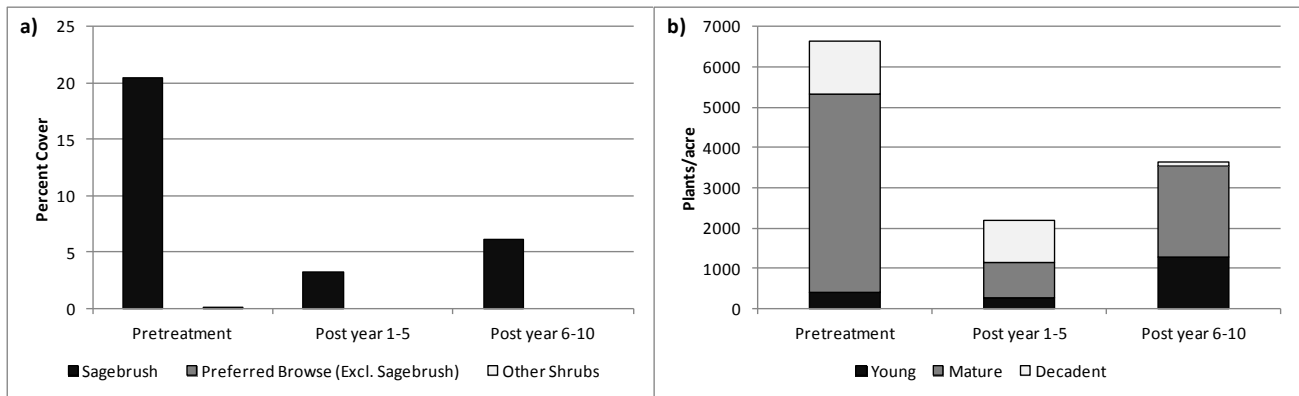 a)
25
20
15
10
5
0
Percent Cover
Pretreatment Post year 1-5 Post year 6-10
Sagebrush Preferred Browse (Excl. Sagebrush) Other Shrubs
b)
7000
6000
5000
4000
3000
2000
1000
0
Plants/acre
Pretreatment Post year 1-5 Post year 6-10
Young Mature Decadent